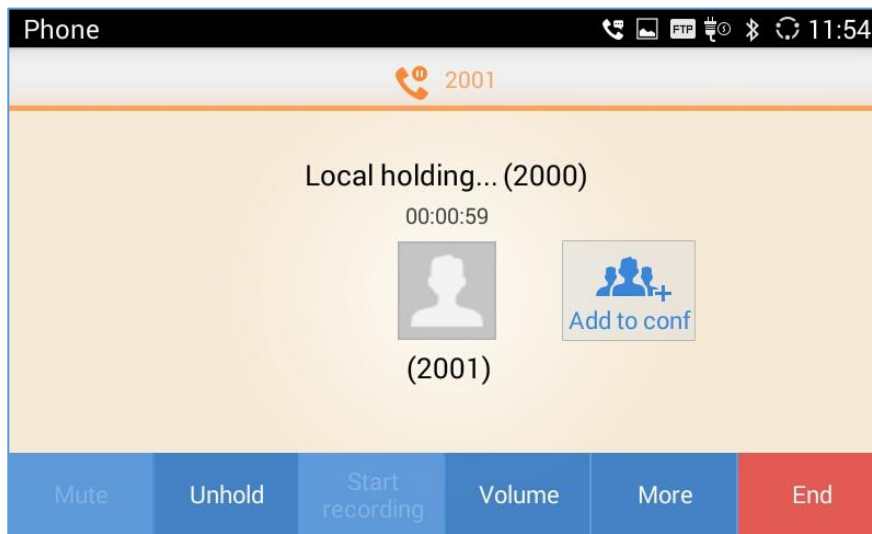 Phone
FTP
11:54
2001
Local holding... (2000)
00:00:59
Add to conf
(2001)
Mute
Unhold
Start
recording
Volume
More
End